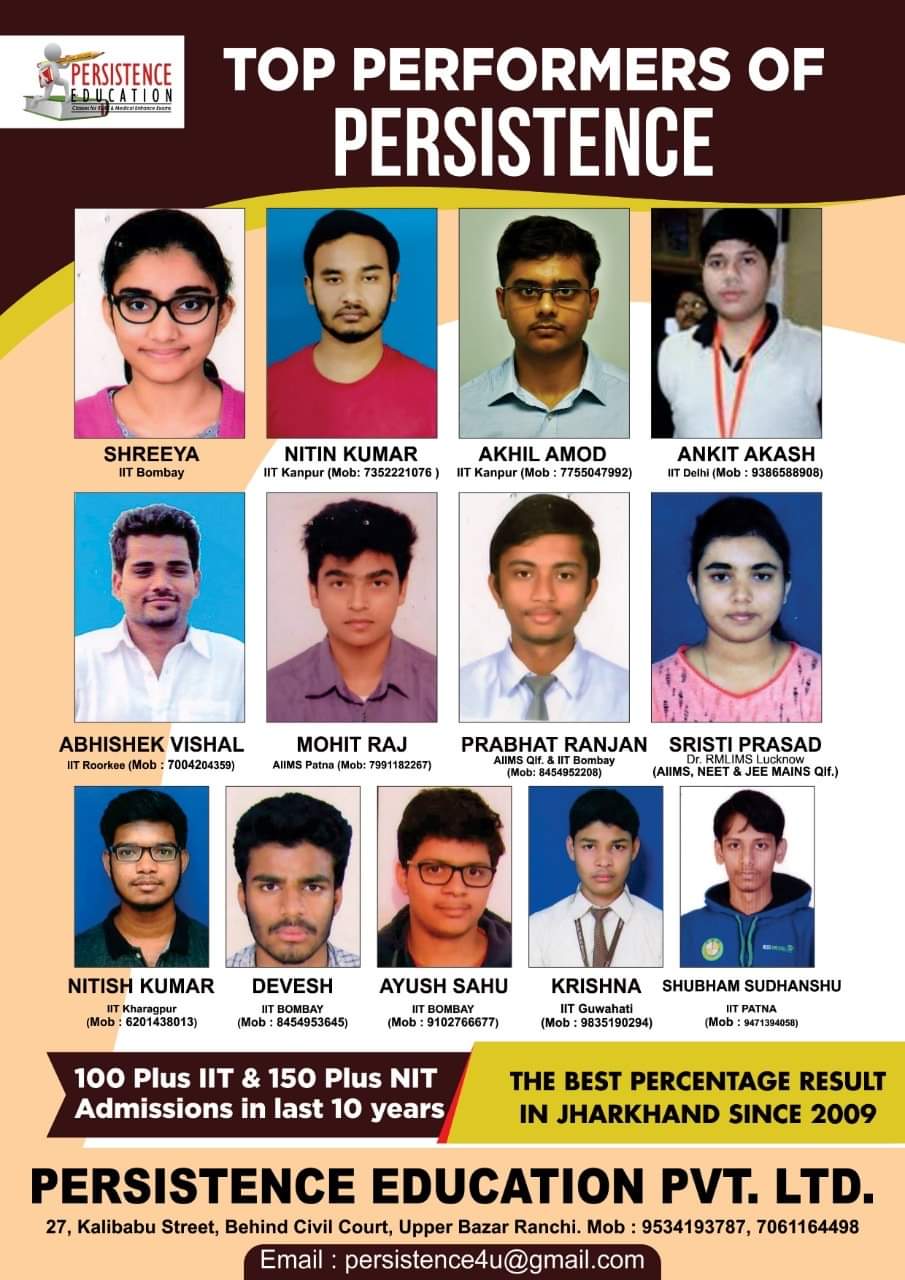 PERSISTENCE
EDUCATION
TOP PERFORMERS OF
PERSISTENCE
SHREEYA
IIT Bombay
NITIN KUMAR
IIT Kanpur (Mob: 7352221076 )
AKHIL AMOD
IIT Kanpur (Mob : 7755047992)
ANKIT AKASH
IIT Delhi (Mob : 9386588908)
ABHISHEK VISHAL
IIT Roorkee (Mob : 7004204359)
MOHIT RAJ
AIIMS Patna (Mob: 7991182267)
PRABHAT RANJAN
AIIMS Qlf. & IIT Bombay
(Mob: 8454952208)
SRISTI PRASAD
Dr. RMLIMS Lucknow
(AIIMS, NEET & JEE MAINS Qlf.)
NITISH KUMAR
IIT Kharagpur
(Mob : 6201438013)
DEVESH
IIT BOMBAY
(Mob : 8454953645)
AYUSH SAHU
IIT BOMBAY
(Mob : 9102766677)
KRISHNA
IIT Guwahati
(Mob : 9835190294)
SHUBHAM SUDHANSHU
IIT PATNA
(Mob : 9471394058)
100 Plus IIT & 150 Plus NIT
Admissions in last 10 years
THE BEST PERCENTAGE RESULT
IN JHARKHAND SINCE 2009
PERSISTENCE EDUCATION PVT. LTD.
27, Kalibabu Street, Behind Civil Court, Upper Bazar Ranchi. Mob : 9534193787, 7061164498
Email : persistence4u@gmail.com